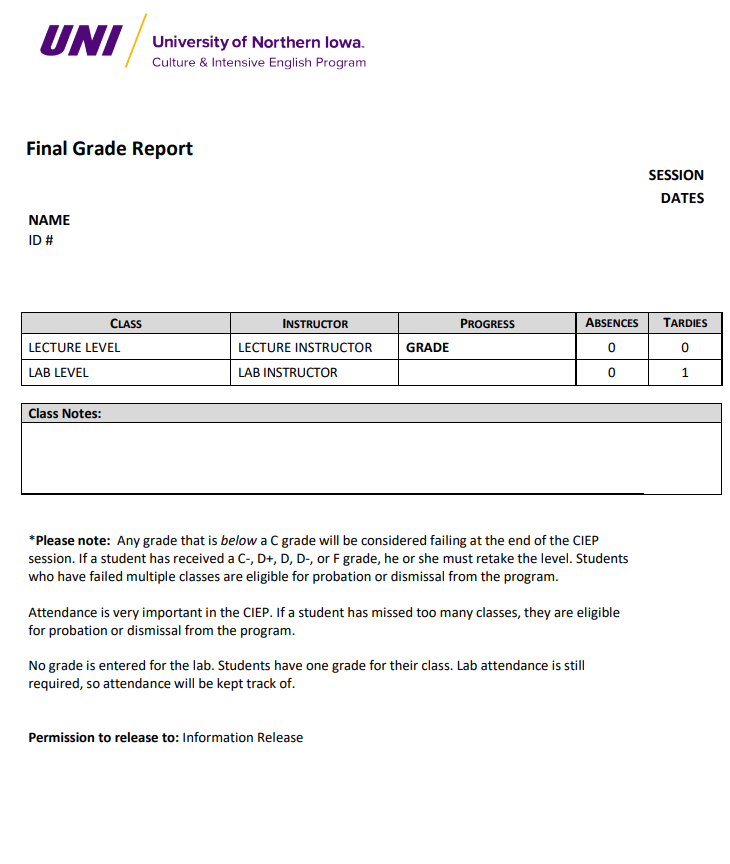 UNI
University of Northern Iowa.
Culture & Intensive English Program
Final Grade Report
SESSION
DATES
NAME
ID #
CLASS INSTRUCTOR PROGRESS ABSENCES TARDIES
LECTURE LEVEL LECTURE INSTRUCTOR GRADE 0 0
LAB LEVEL LAB INSTRUCTOR 0 1
Class Notes:
*Please note: Any grade that is below a C grade will be considered failing at the end of the CIEP
session. If a student has received a C-, D+, D, D-, or F grade, he or she must retake the level. Students
who have failed multiple classes are eligible for probation or dismissal from the program.
Attendance is very important in the CIEP. If a student has missed too many classes, they are eligible
for probation or dismissal from the program.
No grade is entered for the lab. Students have one grade for their class. Lab attendance is still
required, so attendance will be kept track of.
Permission to release to: Information Release